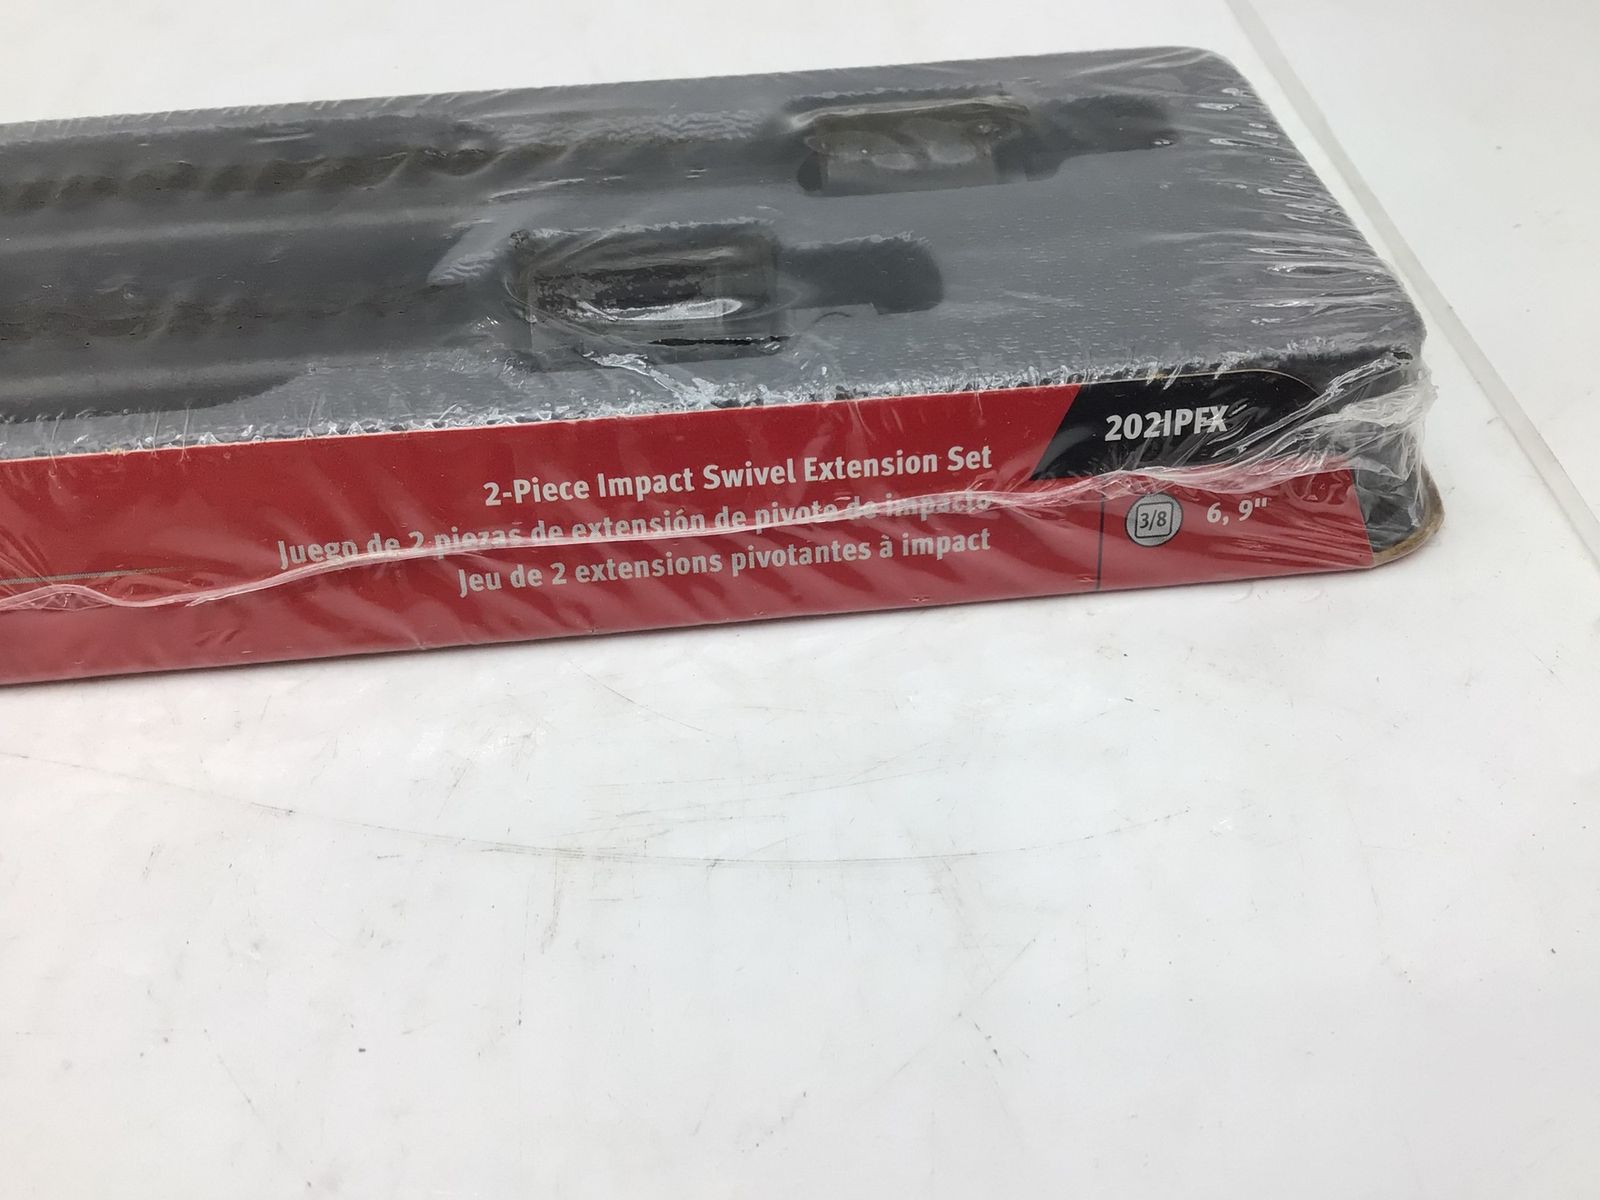 202IPFX
2-Piece Impact Swivel Extension Set
Juego de 2 piezas de extensión de pivote de impacto
Jeu de 2 extensions pivotantes à impact
3/8 6, 9"